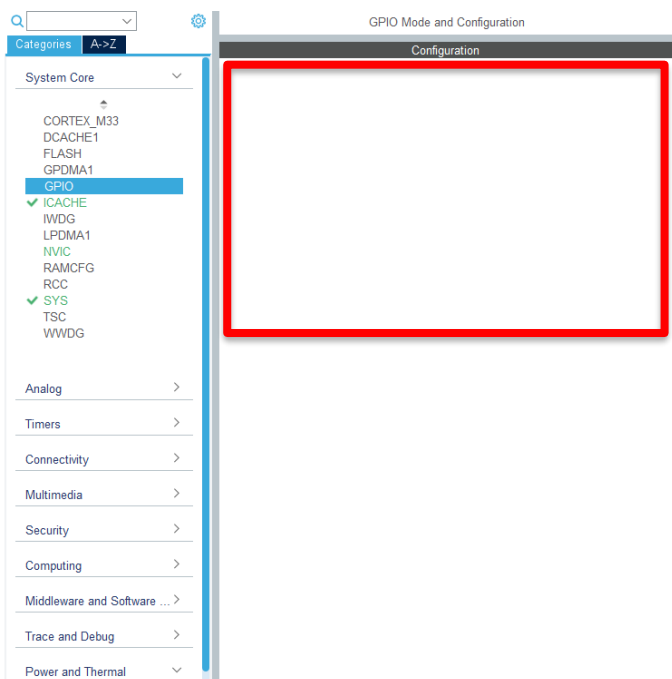 GPIO Mode and Configuration
Categories A->Z
Configuration
System Core
CORTEX_M33
DCACHE1
FLASH
GPDMA1
GPIO
ICACHE
IWDG
LPDMA1
NVIC
RAMCFG
RCC
SYS
TSC
WWDG
Analog
Timers
Connectivity
Multimedia
Security
Computing
Middleware and Software ...
Trace and Debug
Power and Thermal